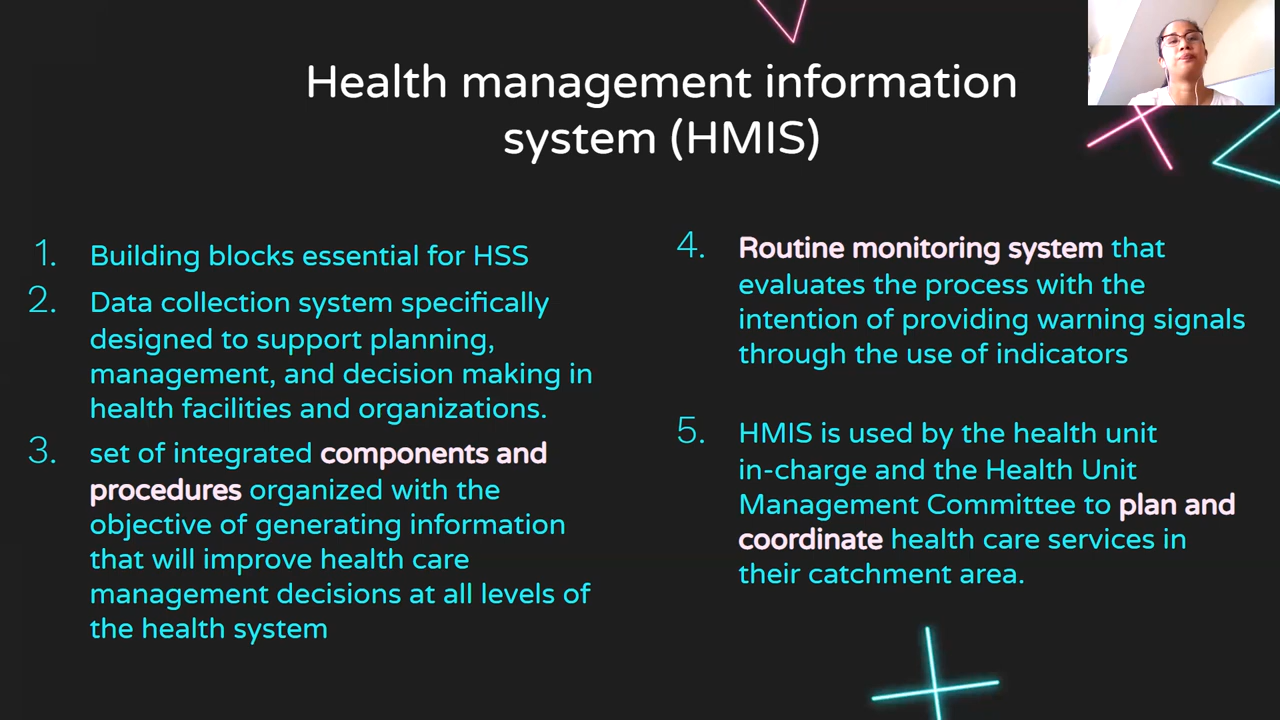 Health management information
system (HMIS)
1. Building blocks essential for HSS
2. Data collection system specifically
designed to support planning,
management, and decision making in
health facilities and organizations.
3. set of integrated components and
procedures organized with the
objective of generating information
that will improve health care
management decisions at all levels of
the health system
4. Routine monitoring system that
evaluates the process with the
intention of providing warning signals
through the use of indicators
5. HMIS is used by the health unit
in-charge and the Health Unit
Management Committee to plan and
coordinate health care services in
their catchment area.